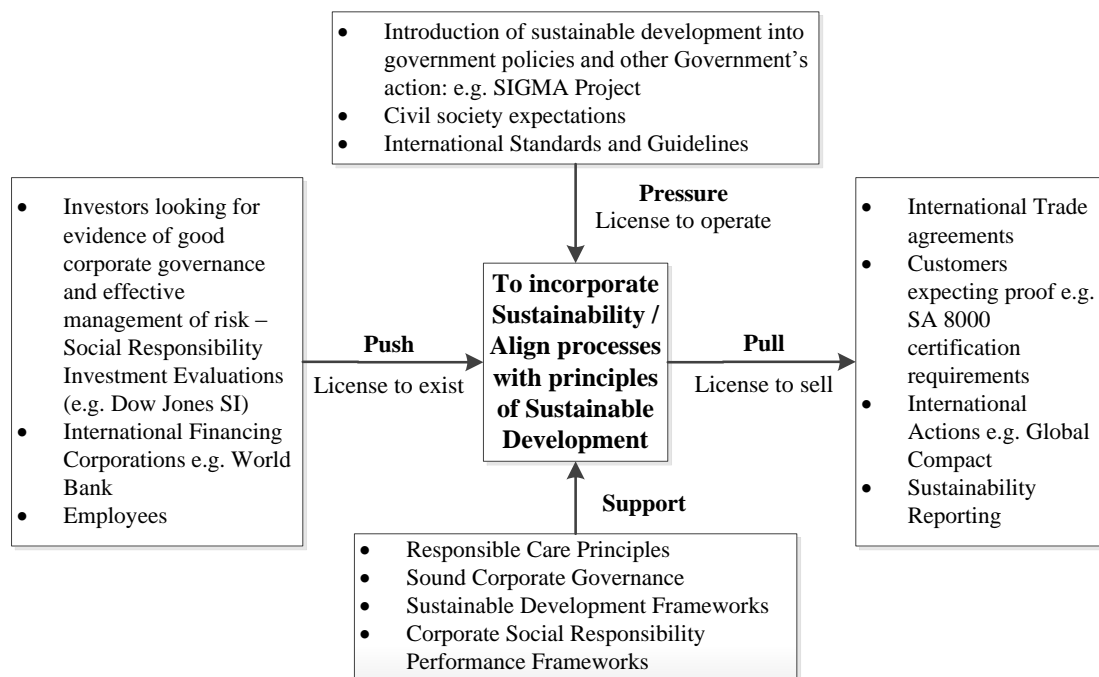 • Introduction of sustainable development into
government policies and other Government's
action: e.g. SIGMA Project
• Civil society expectations
• International Standards and Guidelines
Pressure
License to operate
• Investors looking for
evidence of good
corporate governance
and effective
management of risk –
Social Responsibility
Investment Evaluations
(e.g. Dow Jones SI)
• International Financing
Corporations e.g. World
Bank
• Employees
Push
License to exist
To incorporate
Sustainability /
Align processes
with principles
of Sustainable
Development
Pull
License to sell
• International Trade
agreements
• Customers
expecting proof e.g.
SA 8000
certification
requirements
• International
Actions e.g. Global
Compact
• Sustainability
Reporting
Support
• Responsible Care Principles
• Sound Corporate Governance
• Sustainable Development Frameworks
• Corporate Social Responsibility
Performance Frameworks